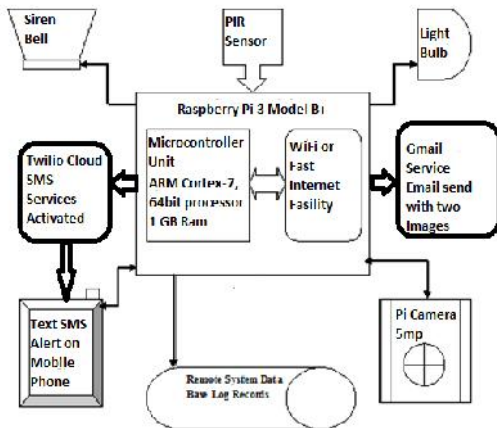 Siren
Bell
PIR
Sensor
Light
Bulb
Raspberry Pi 3 Model B+
Twilio Cloud
SMS
Services
Activated
Microcontroller
Unit
ARM Cortex-7,
64bit processor
1 GB Ram
WiFi or
Fast
Internet
Fasility
Gmail
Service
Email send
with two
Images
Text SMS
Alert on
Mobile
Phone
Remote System Data
Base Log Records
Pi Camera
5mp